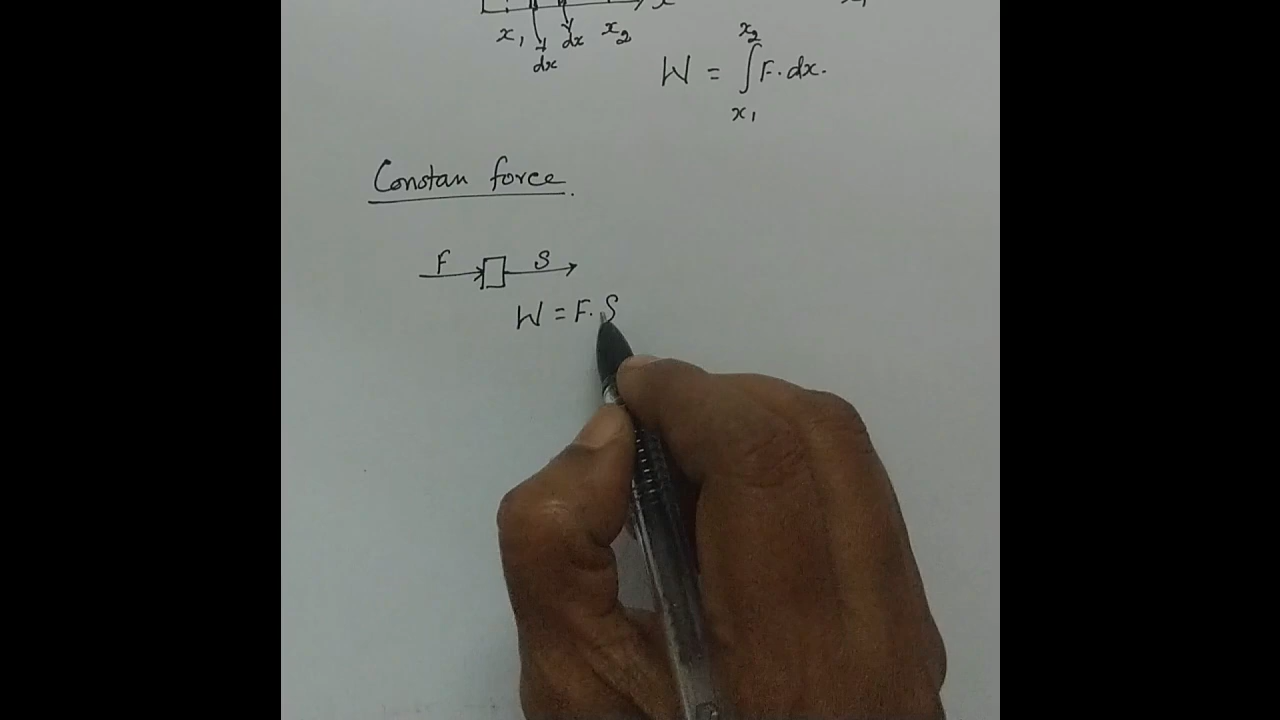 x
x₁ dx dx x₂
x₂
W = ∫F.dx.
x₁
Constan force.
F S
W = F. S